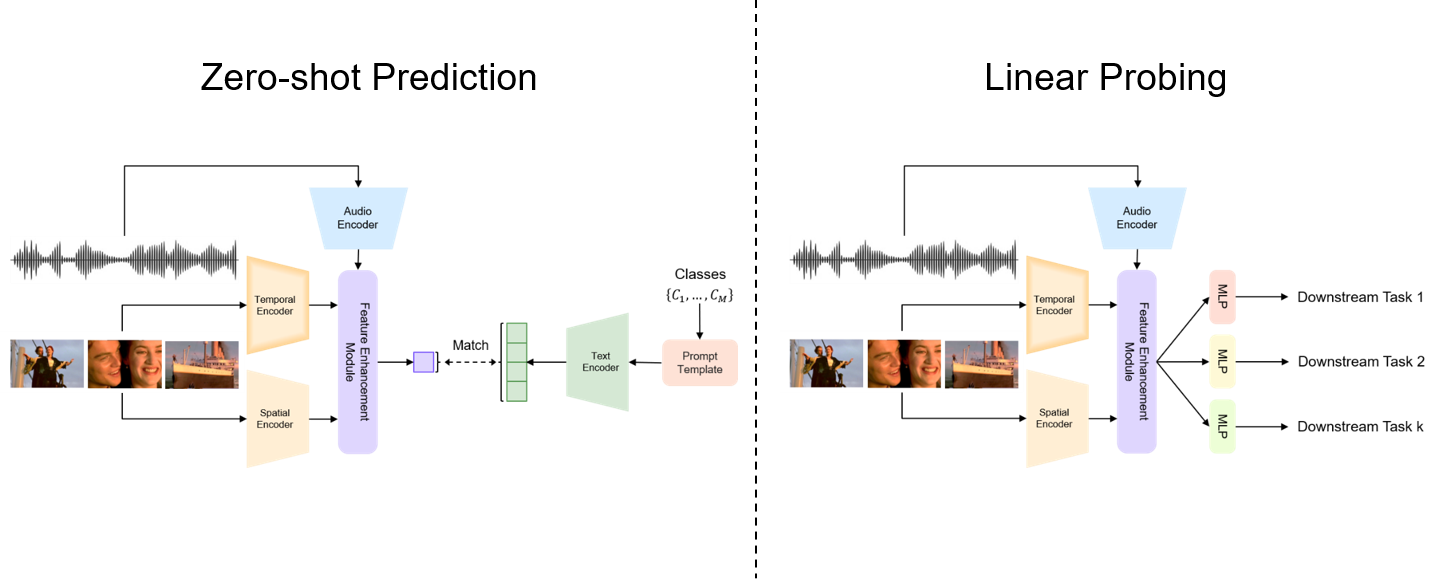 Zero-shot Prediction
Audio
Encoder
Temporal
Encoder
Spatial
Encoder
Feature Enhancement
Module
Match
Text
Encoder
Classes
{C₁, …, C_M}
Prompt
Template
Linear Probing
Audio
Encoder
Temporal
Encoder
Spatial
Encoder
Feature Enhancement
Module
MLP
Downstream Task 1
MLP
Downstream Task 2
MLP
Downstream Task k